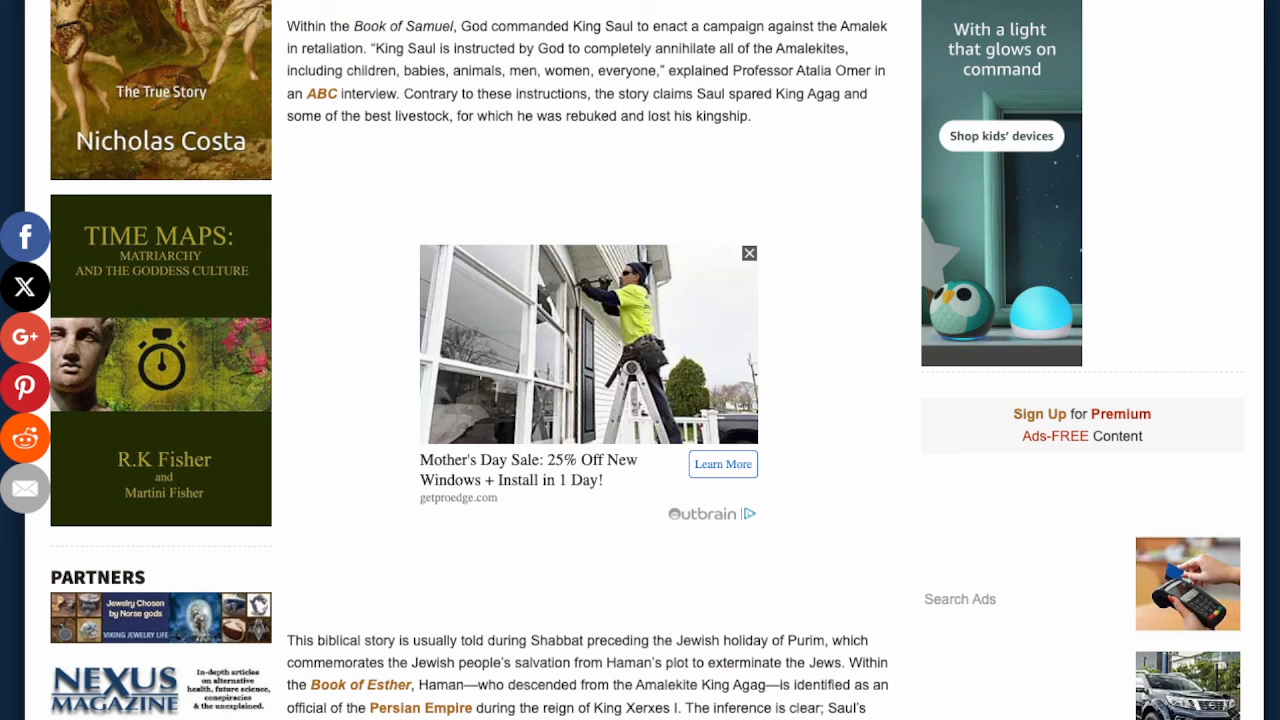 The True Story
Nicholas Costa
TIME MAPS:
MATRIARCHY
AND THE GODDESS CULTURE
R.K Fisher
and
Martini Fisher
PARTNERS
Jewelry Chosen
by Norse gods
VIKING JEWELRY LIFE
NEXUS
MAGAZINE
In-depth articles
on alternative
health, future science,
conspiracies
& the unexplained.
Within the Book of Samuel, God commanded King Saul to enact a campaign against the Amalek
in retaliation. “King Saul is instructed by God to completely annihilate all of the Amalekites,
including children, babies, animals, men, women, everyone,” explained Professor Atalia Omer in
an ABC interview. Contrary to these instructions, the story claims Saul spared King Agag and
some of the best livestock, for which he was rebuked and lost his kingship.
Mother's Day Sale: 25% Off New
Windows + Install in 1 Day!
getproedge.com
Learn More
Outbrain
This biblical story is usually told during Shabbat preceding the Jewish holiday of Purim, which
commemorates the Jewish people’s salvation from Haman’s plot to exterminate the Jews. Within
the Book of Esther, Haman—who descended from the Amalekite King Agag—is identified as an
official of the Persian Empire during the reign of King Xerxes I. The inference is clear; Saul’s
With a light
that glows on
command
Shop kids’ devices
Sign Up for Premium
Ads-FREE Content
Search Ads